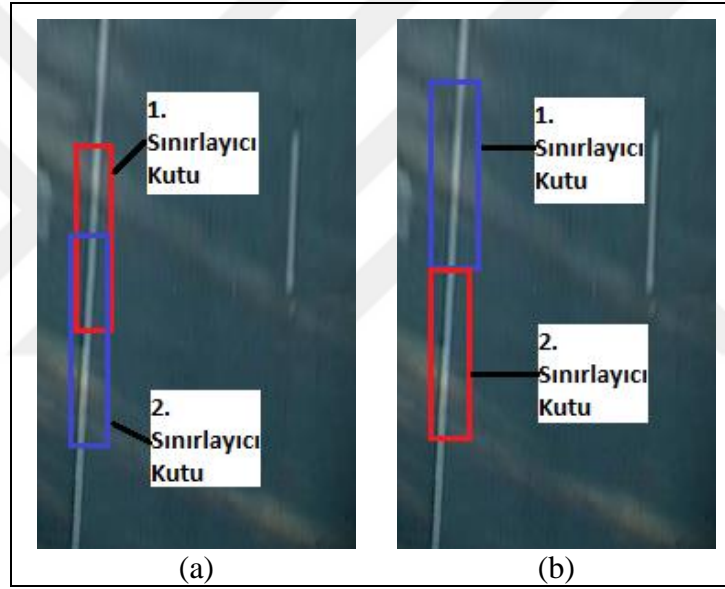 1.
Sınırlayıcı
Kutu
2.
Sınırlayıcı
Kutu
1.
Sınırlayıcı
Kutu
2.
Sınırlayıcı
Kutu
(a)
(b)